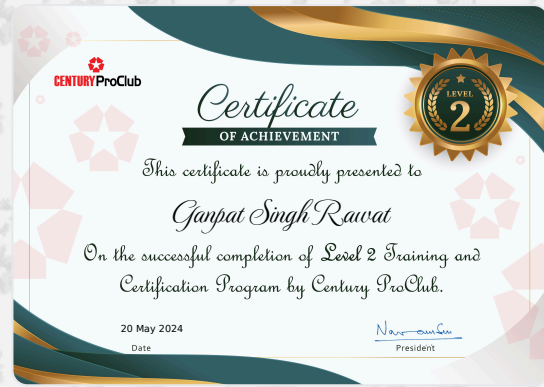 CENTURY ProClub
Certificate
OF ACHIEVEMENT
LEVEL
2
This certificate is proudly presented to
Ganpat Singh Rawat
On the successful completion of Level 2 Training and
Certification Program by Century ProClub.
20 May 2024
Date
President